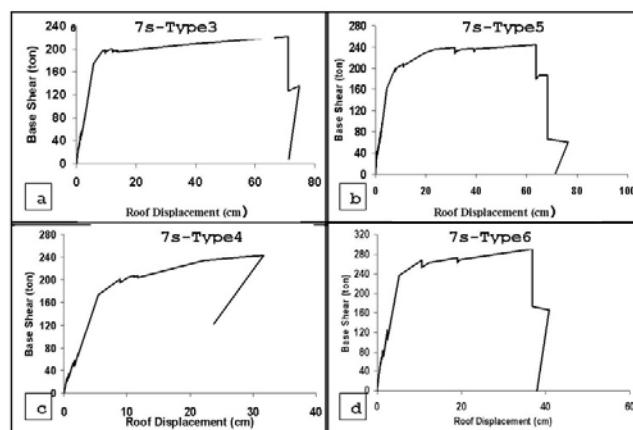 7s-Type3
Base Shear (ton)
240
200
160
120
80
40
0
0 20 40 60 80
Roof Displacement (cm)
a
7s-Type5
Base Shear (ton)
280
240
200
160
120
80
40
0
0 20 40 60 80 100
Roof Displacement (cm)
b
7s-Type4
Base Shear (ton)
280
240
200
160
120
80
40
0
0 10 20 30 40
Roof Displacement (cm)
c
7s-Type6
Base Shear (ton)
320
280
240
200
160
120
80
40
0
0 20 40 60
Roof Displacement (cm)
d